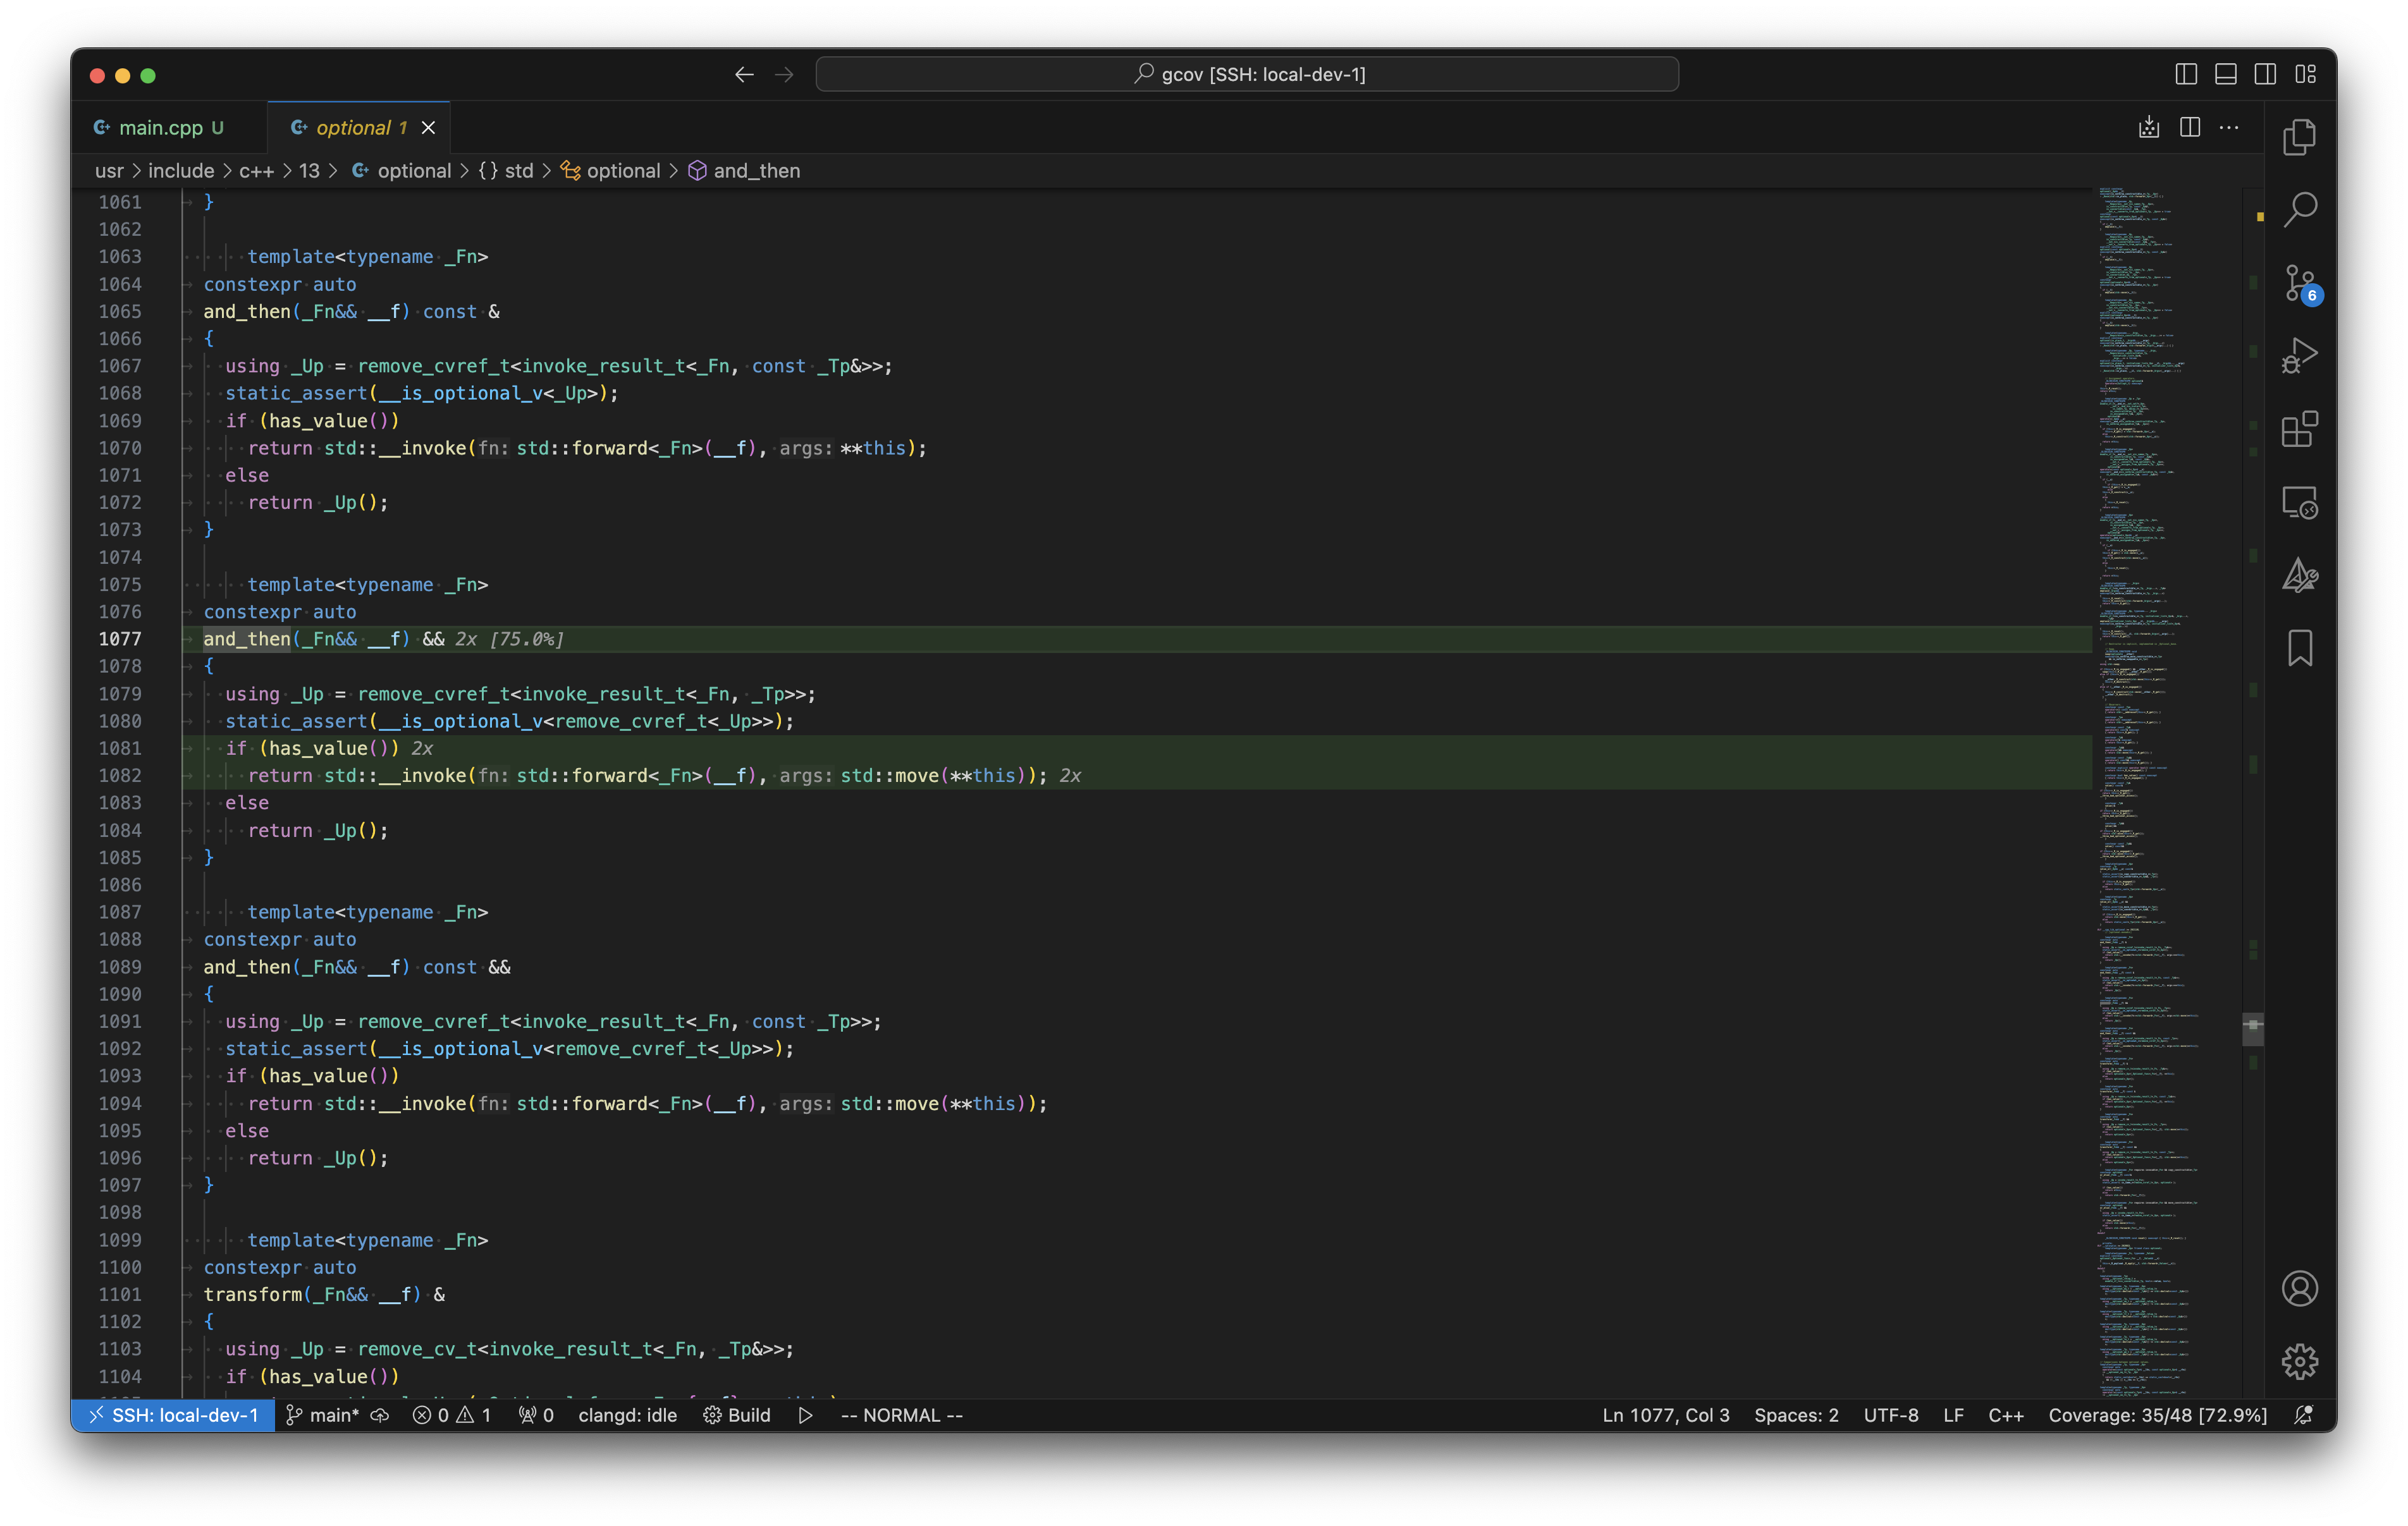 gcov [SSH: local-dev-1]
main.cpp U
optional 1
usr > include > c++ > 13 > optional > {} std > optional > and_then
1061 }
1062
1063 template<typename _Fn>
1064 constexpr auto
1065 and_then(_Fn&& __f) const &
1066 {
1067 using _Up = remove_cvref_t<invoke_result_t<_Fn, const _Tp&>>;
1068 static_assert(__is_optional_v<_Up>);
1069 if (has_value())
1070 return std::__invoke(fn: std::forward<_Fn>(__f), args: **this);
1071 else
1072 return _Up();
1073 }
1074
1075 template<typename _Fn>
1076 constexpr auto
1077 and_then(_Fn&& __f) && 2x [75.0%]
1078 {
1079 using _Up = remove_cvref_t<invoke_result_t<_Fn, _Tp>>;
1080 static_assert(__is_optional_v<remove_cvref_t<_Up>>);
1081 if (has_value()) 2x
1082 return std::__invoke(fn: std::forward<_Fn>(__f), args: std::move(**this)); 2x
1083 else
1084 return _Up();
1085 }
1086
1087 template<typename _Fn>
1088 constexpr auto
1089 and_then(_Fn&& __f) const &&
1090 {
1091 using _Up = remove_cvref_t<invoke_result_t<_Fn, const _Tp>>;
1092 static_assert(__is_optional_v<remove_cvref_t<_Up>>);
1093 if (has_value())
1094 return std::__invoke(fn: std::forward<_Fn>(__f), args: std::move(**this));
1095 else
1096 return _Up();
1097 }
1098
1099 template<typename _Fn>
1100 constexpr auto
1101 transform(_Fn&& __f) &
1102 {
1103 using _Up = remove_cv_t<invoke_result_t<_Fn, _Tp&>>;
1104 if (has_value())
6
SSH: local-dev-1 main* 0 1 0 clangd: idle Build -- NORMAL -- Ln 1077, Col 3 Spaces: 2 UTF-8 LF C++ Coverage: 35/48 [72.9%]